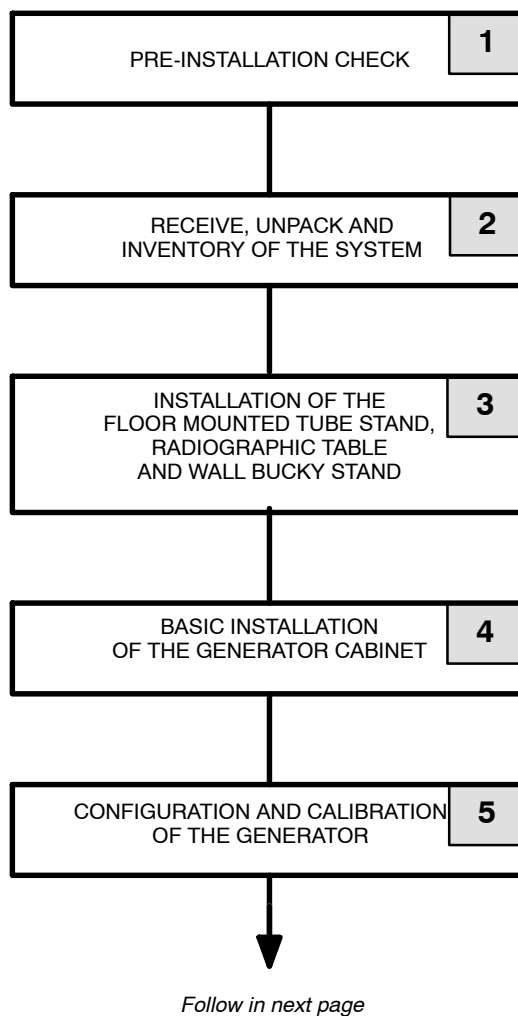 1
PRE-INSTALLATION CHECK
2
RECEIVE, UNPACK AND
INVENTORY OF THE SYSTEM
3
INSTALLATION OF THE
FLOOR MOUNTED TUBE STAND,
RADIOGRAPHIC TABLE
AND WALL BUCKY STAND
4
BASIC INSTALLATION
OF THE GENERATOR CABINET
5
CONFIGURATION AND CALIBRATION
OF THE GENERATOR
Follow in next page